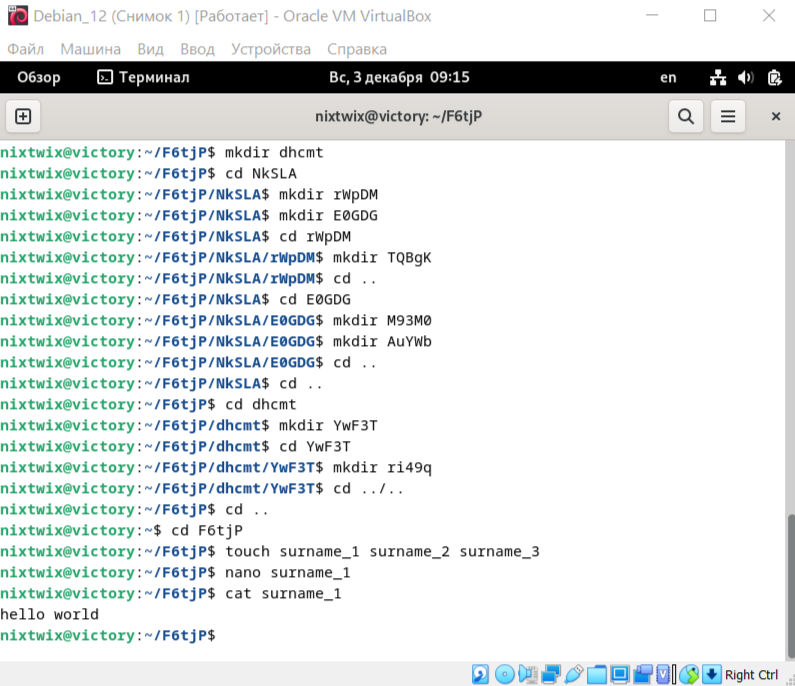 Debian_12 (Снимок 1) [Работает] - Oracle VM VirtualBox
Файл Машина Вид Ввод Устройства Справка
Обзор Терминал Вс, 3 декабря 09:15 en
nixtwix@victory: ~/F6tjP
nixtwix@victory:~/F6tjP$ mkdir dhcmt
nixtwix@victory:~/F6tjP$ cd NkSLA
nixtwix@victory:~/F6tjP/NkSLA$ mkdir rWpDM
nixtwix@victory:~/F6tjP/NkSLA$ mkdir E0GDG
nixtwix@victory:~/F6tjP/NkSLA$ cd rWpDM
nixtwix@victory:~/F6tjP/NkSLA/rWpDM$ mkdir TQBgK
nixtwix@victory:~/F6tjP/NkSLA/rWpDM$ cd ..
nixtwix@victory:~/F6tjP/NkSLA$ cd E0GDG
nixtwix@victory:~/F6tjP/NkSLA/E0GDG$ mkdir M93M0
nixtwix@victory:~/F6tjP/NkSLA/E0GDG$ mkdir AuYWb
nixtwix@victory:~/F6tjP/NkSLA/E0GDG$ cd ..
nixtwix@victory:~/F6tjP/NkSLA$ cd ..
nixtwix@victory:~/F6tjP$ cd dhcmt
nixtwix@victory:~/F6tjP/dhcmt$ mkdir YwF3T
nixtwix@victory:~/F6tjP/dhcmt$ cd YwF3T
nixtwix@victory:~/F6tjP/dhcmt/YwF3T$ mkdir ri49q
nixtwix@victory:~/F6tjP/dhcmt/YwF3T$ cd ../..
nixtwix@victory:~/F6tjP$ cd ..
nixtwix@victory:~$ cd F6tjP
nixtwix@victory:~/F6tjP$ touch surname_1 surname_2 surname_3
nixtwix@victory:~/F6tjP$ nano surname_1
nixtwix@victory:~/F6tjP$ cat surname_1
hello world
nixtwix@victory:~/F6tjP$
Right Ctrl